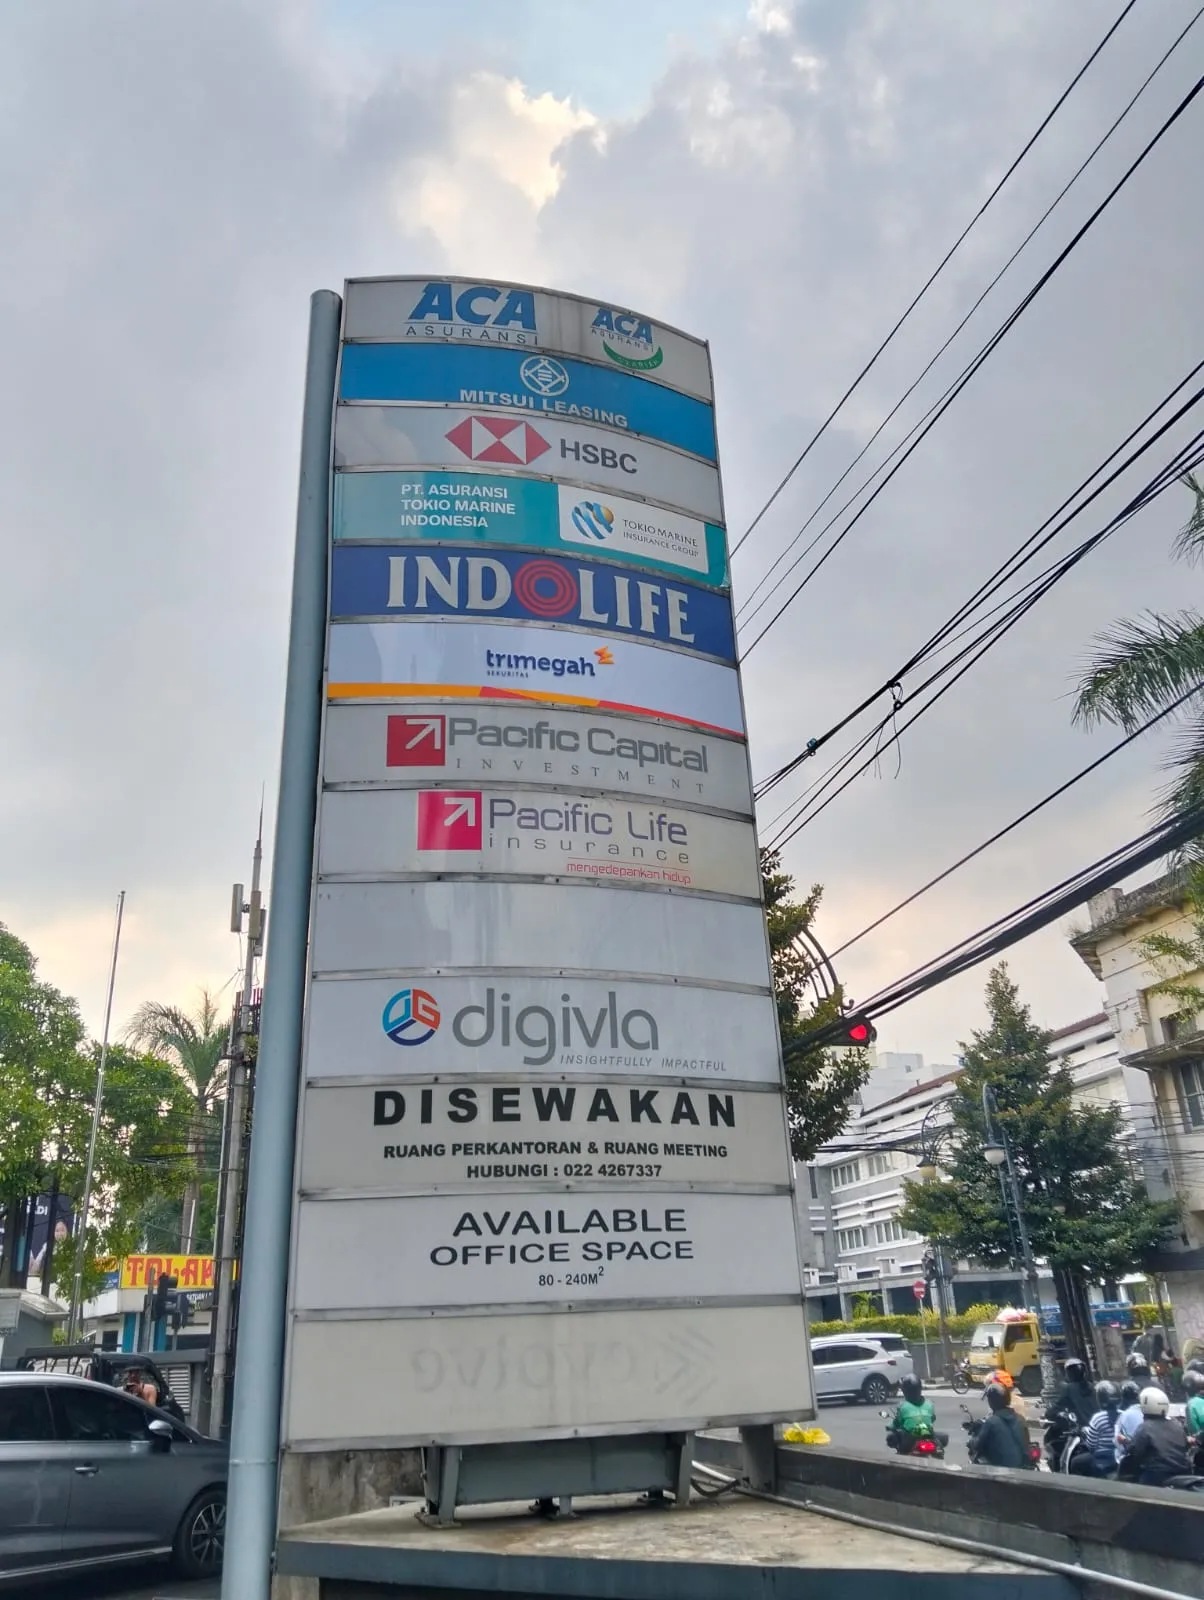 ACA
ASURANSI
ACA
ASURANSI
SYARIAH
MITSUI LEASING
HSBC
PT. ASURANSI
TOKIO MARINE
INDONESIA
TOKIO MARINE
INSURANCE GROUP
INDOLIFE
trimegah
SEKURITAS
Pacific Capital
INVESTMENT
Pacific Life
insurance
mengedepankan hidup
digivla
INSIGHTFULLY IMPACTFUL
DISEWAKAN
RUANG PERKANTORAN & RUANG MEETING
HUBUNGI : 022 4267337
AVAILABLE
OFFICE SPACE
80 - 240M²